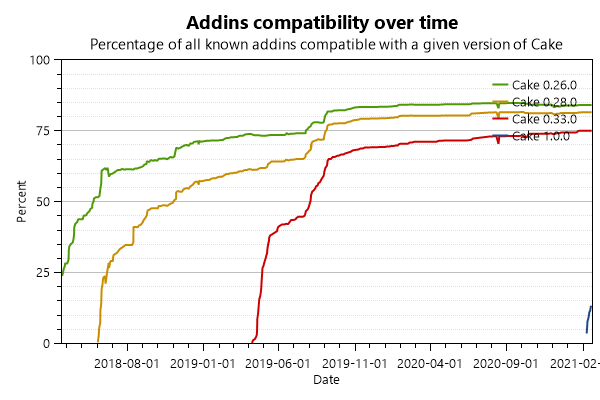 Addins compatibility over time
Percentage of all known addins compatible with a given version of Cake
100
75
50
25
0
Percent
Cake 0.26.0
Cake 0.28.0
Cake 0.33.0
Cake 1.0.0
2018-08-01 2019-01-01 2019-06-01 2019-11-01 2020-04-01 2020-09-01 2021-02-
Date